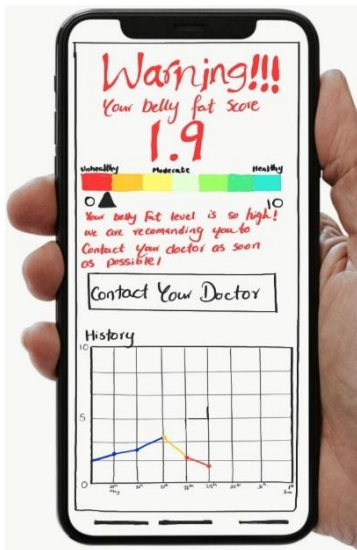 Warning!!!
Your belly fat score
1.9
Unhealthy Moderate Healthy
0 10
Your belly fat level is so high!
we are recomanding you to
Contact your doctor as soon
as possible!
Contact Your Doctor
History
10
5
0